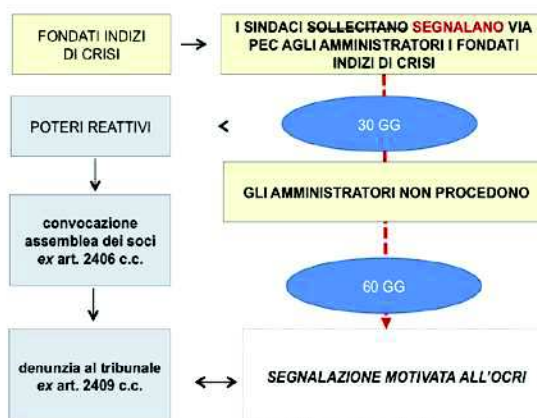 FONDATI INDIZI
DI CRISI
I SINDACI SOLLECITANO SEGNALANO VIA
PEC AGLI AMMINISTRATORI I FONDATI
INDIZI DI CRISI
POTERI REATTIVI
<
30 GG
GLI AMMINISTRATORI NON PROCEDONO
convocazione
assemblea dei soci
ex art. 2406 c.c.
60 GG
denunzia al tribunale
ex art. 2409 c.c.
SEGNALAZIONE MOTIVATA ALL'OCRI